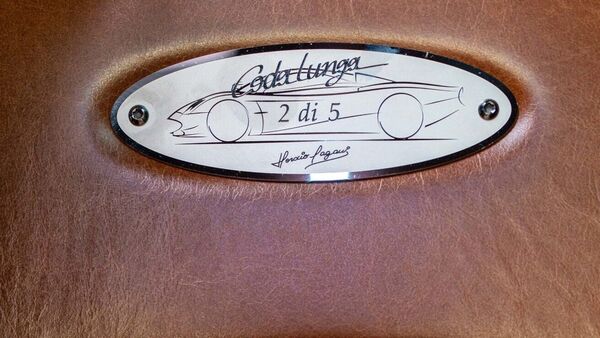 Codalunga
- 2 di 5
Horacio Pagani